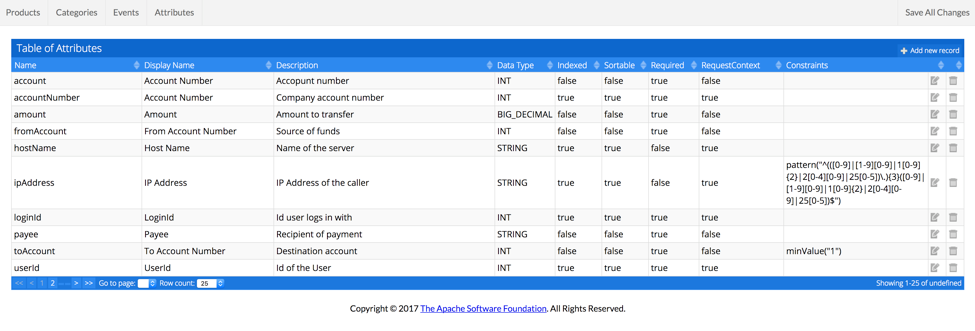 Products Categories Events Attributes Save All Changes
Table of Attributes Add new record
Name Display Name Description Data Type Indexed Sortable Required RequestContext Constraints
account Account Number Accopunt number INT false false true false
accountNumber Account Number Company account number INT true true true true
amount Amount Amount to transfer BIG_DECIMAL false false true false
fromAccount From Account Number Source of funds INT false false true false
hostName Host Name Name of the server STRING true false true true
ipAddress IP Address IP Address of the caller STRING true true false true pattern("^(([0-9]|[1-9][0-9]|1[0-9]
{2}|2[0-4][0-9]|25[0-5])\.){3}([0-9]|
[1-9][0-9]|1[0-9]{2}|2[0-4][0-
9]|25[0-5])$")
loginId LoginId Id user logs in with INT true true true true
payee Payee Recipient of payment STRING false false true false
toAccount To Account Number Destination account INT false false true false minValue("1")
userId UserId Id of the User INT true true true true
<< < 1 2 ...... > >> Go to page: Row count: 25 Showing 1-25 of undefined
Copyright © 2017 The Apache Software Foundation. All Rights Reserved.